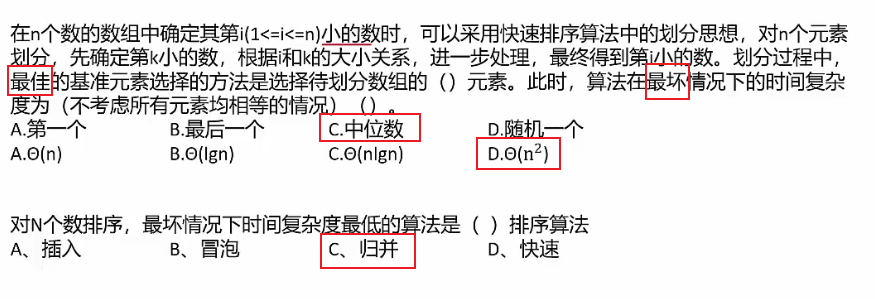 在n个数的数组中确定其第i(1<=i<=n)小的数时，可以采用快速排序算法中的划分思想，对n个元素
划分，先确定第k小的数，根据i和k的大小关系，进一步处理，最终得到第i小的数。划分过程中，
最佳的基准元素选择的方法是选择待划分数组的（）元素。此时，算法在最坏情况下的时间复杂
度为（不考虑所有元素均相等的情况）（）。
A.第一个 B.最后一个 C.中位数 D.随机一个
A.Θ(n) B.Θ(lgn) C.Θ(nlgn) D.Θ(n²)
对N个数排序，最坏情况下时间复杂度最低的算法是（ ）排序算法
A、插入 B、冒泡 C、归并 D、快速